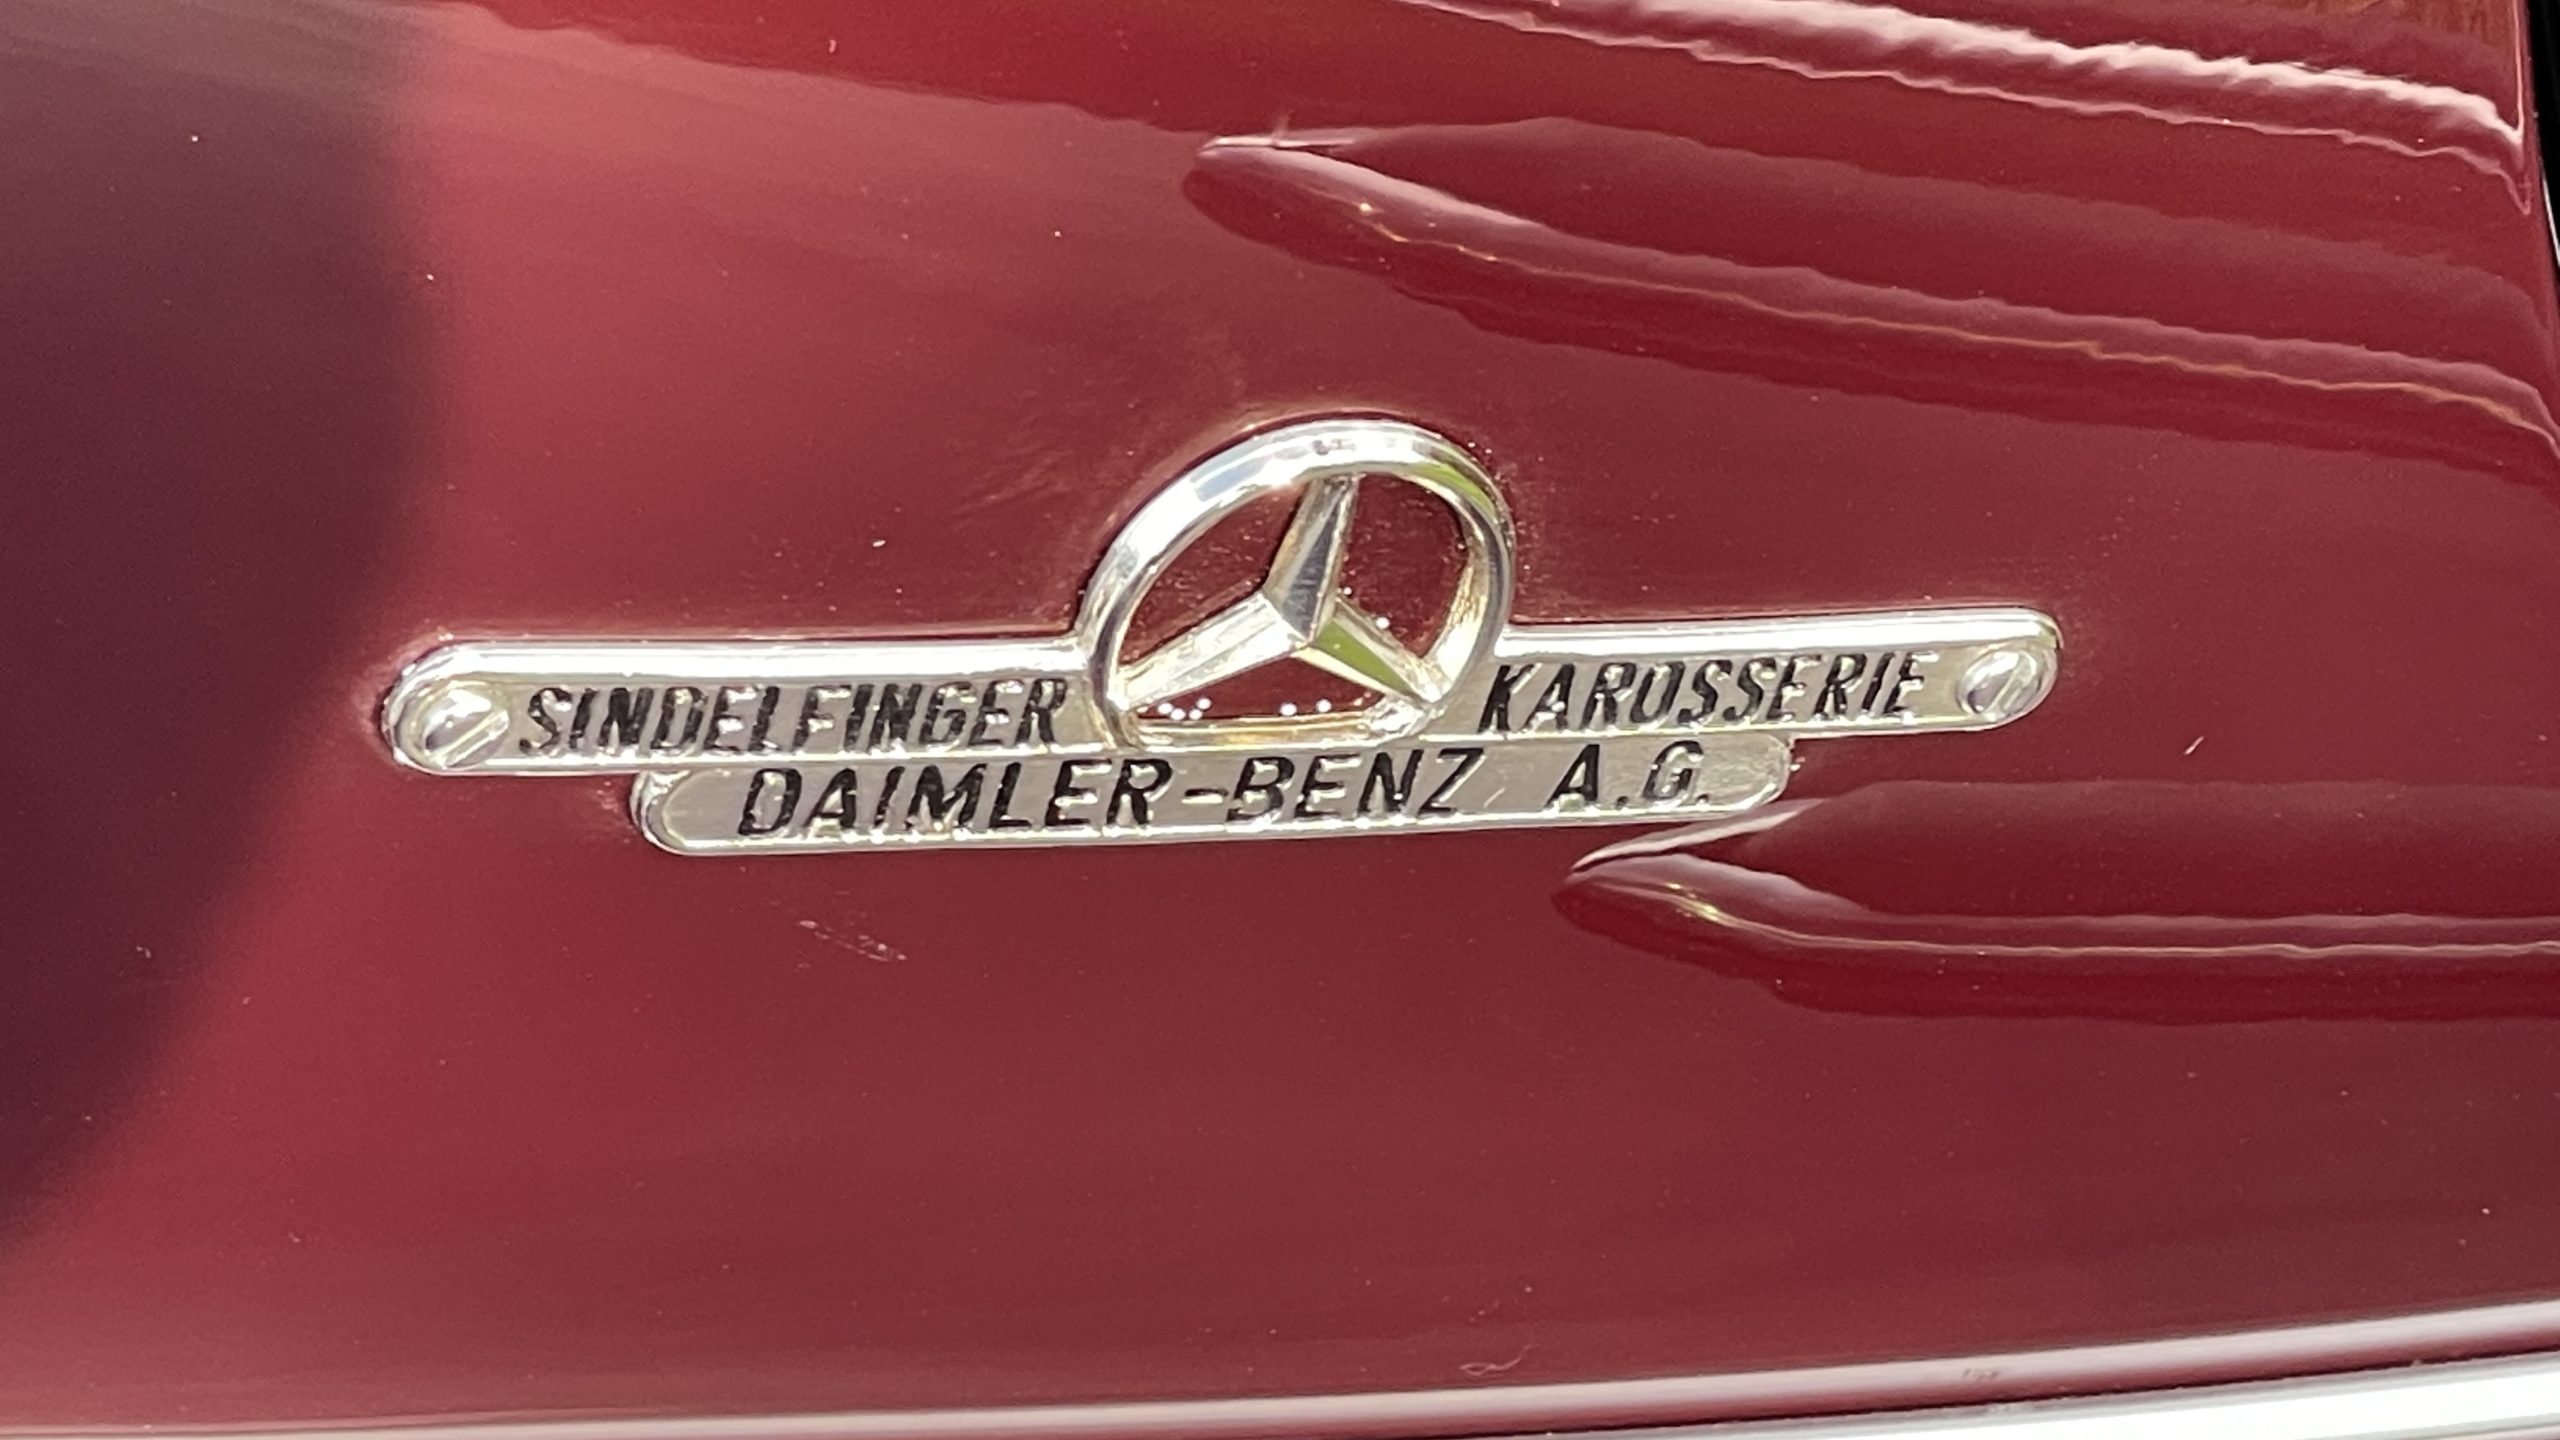 SINDELFINGER KAROSSERIE
DAIMLER-BENZ A.G.